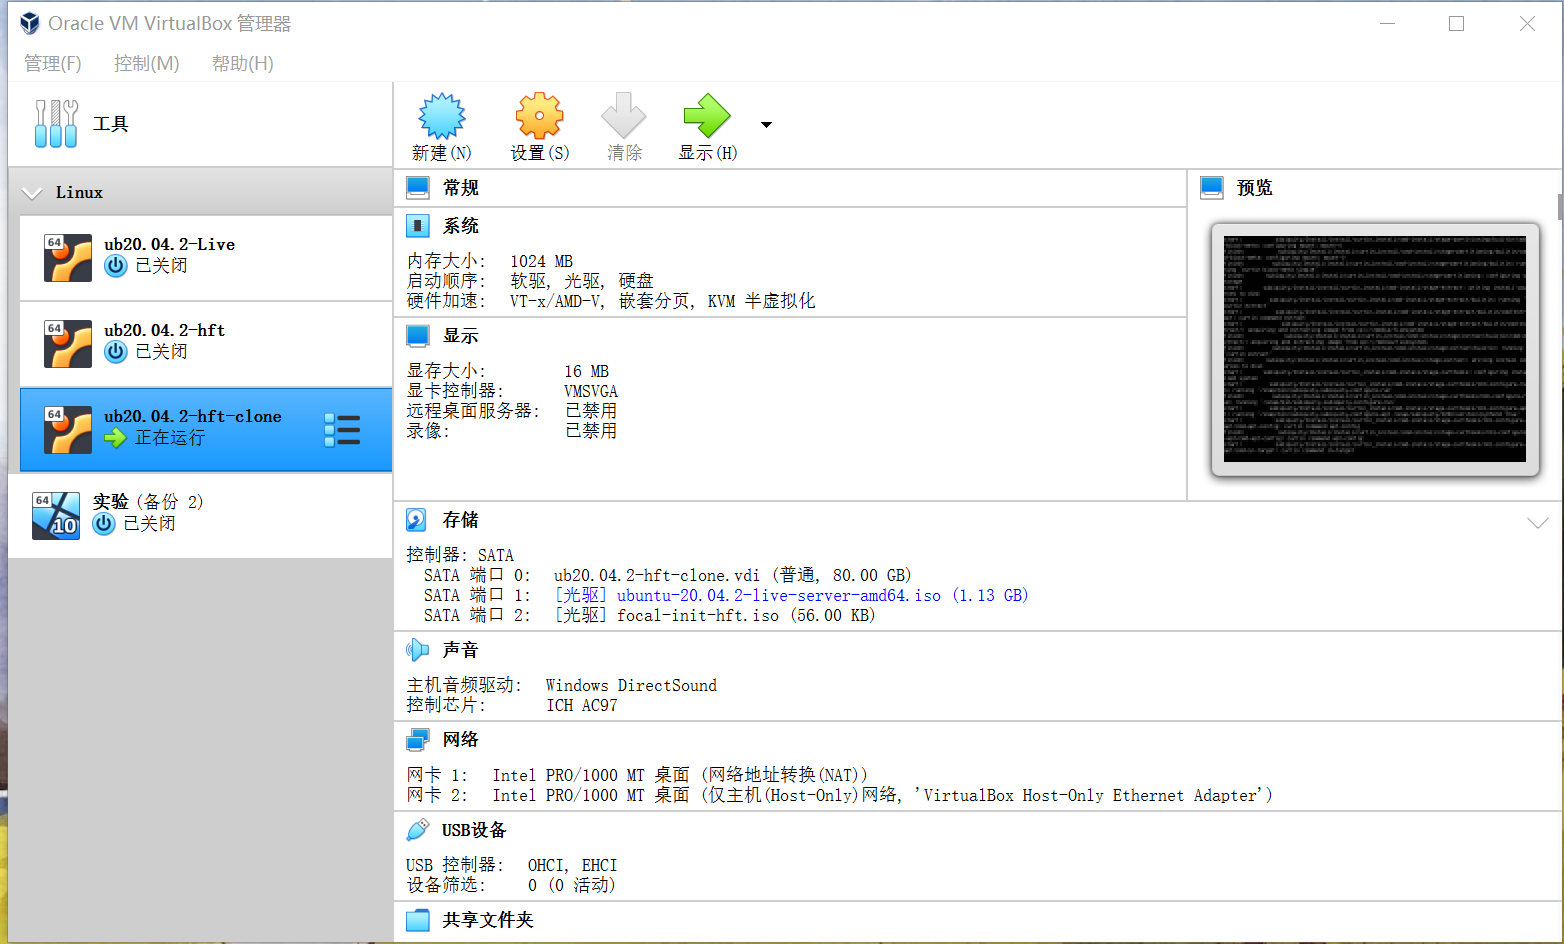 Oracle VM VirtualBox 管理器
管理(F) 控制(M) 帮助(H)
工具
新建(N) 设置(S) 清除 显示(H)
Linux
64
ub20.04.2-Live
已关闭
64
ub20.04.2-hft
已关闭
64
ub20.04.2-hft-clone
正在运行
64
10
实验 (备份 2)
已关闭
常规
系统
内存大小: 1024 MB
启动顺序: 软驱, 光驱, 硬盘
硬件加速: VT-x/AMD-V, 嵌套分页, KVM 半虚拟化
显示
显存大小: 16 MB
显卡控制器: VMSVGA
远程桌面服务器: 已禁用
录像: 已禁用
预览
存储
控制器: SATA
SATA 端口 0: ub20.04.2-hft-clone.vdi (普通, 80.00 GB)
SATA 端口 1: [光驱] ubuntu-20.04.2-live-server-amd64.iso (1.13 GB)
SATA 端口 2: [光驱] focal-init-hft.iso (56.00 KB)
声音
主机音频驱动: Windows DirectSound
控制芯片: ICH AC97
网络
网卡 1: Intel PRO/1000 MT 桌面 (网络地址转换(NAT))
网卡 2: Intel PRO/1000 MT 桌面 (仅主机(Host-Only)网络, 'VirtualBox Host-Only Ethernet Adapter')
USB设备
USB 控制器: OHCI, EHCI
设备筛选: 0 (0 活动)
共享文件夹